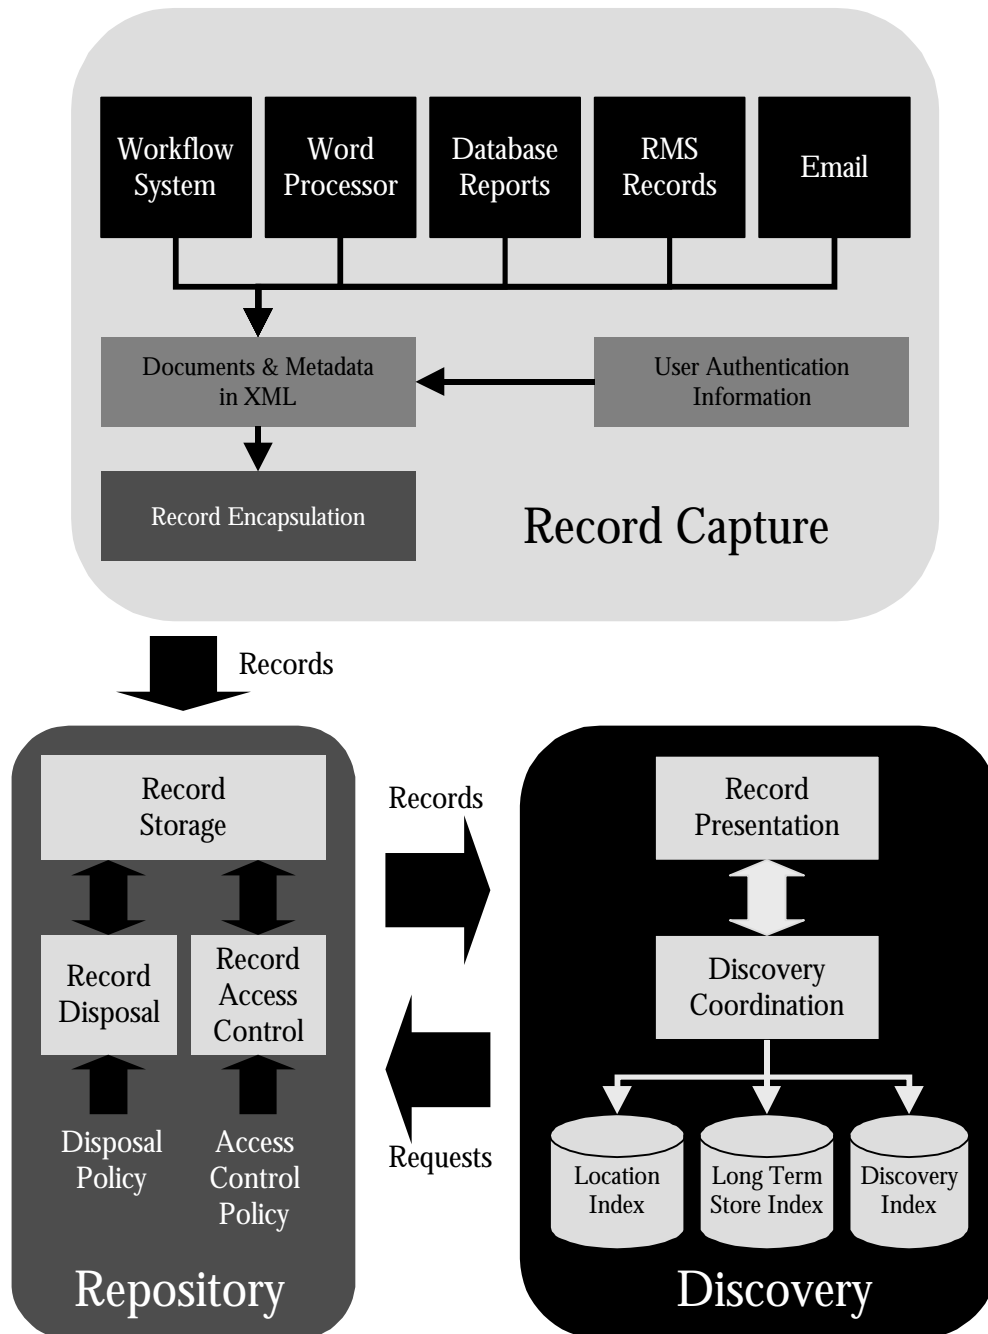 Workflow
System
Word
Processor
Database
Reports
RMS
Records
Email
Documents & Metadata
in XML
User Authentication
Information
Record Encapsulation
Record Capture
Records
Record
Storage
Record
Disposal
Record
Access
Control
Disposal
Policy
Access
Control
Policy
Repository
Records
Requests
Record
Presentation
Discovery
Coordination
Location
Index
Long Term
Store Index
Discovery
Index
Discovery